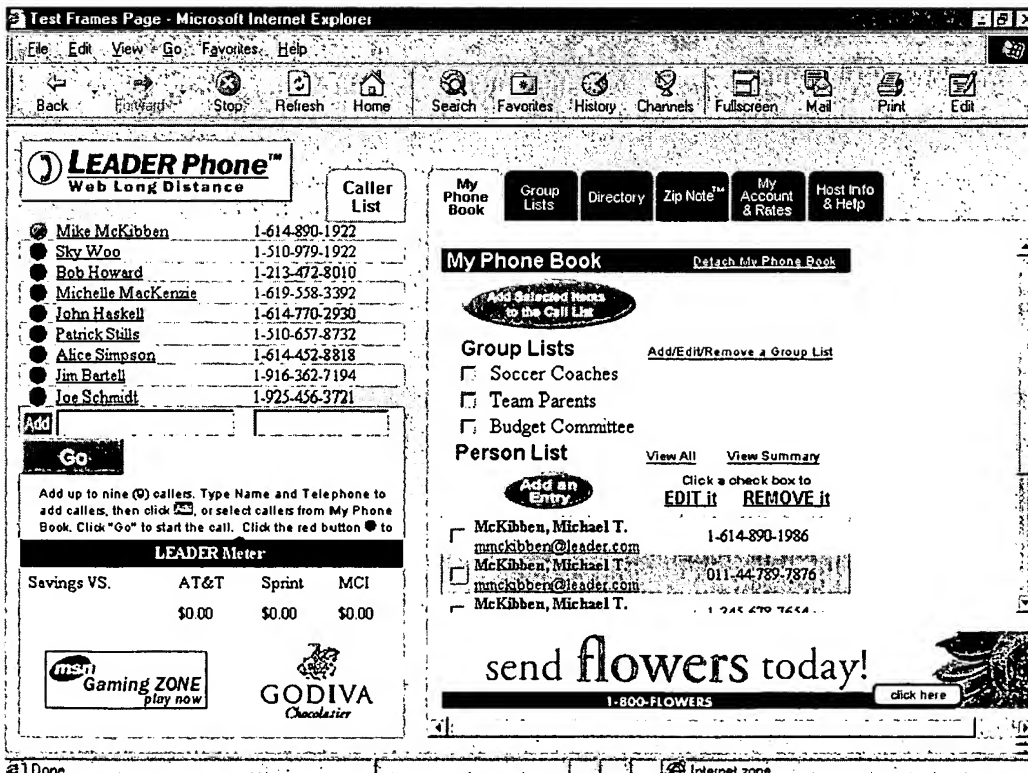 Test Frames Page - Microsoft Internet Explorer
File Edit View Go Favorites Help
Back Forward Stop Refresh Home Search Favorites History Channels Fullscreen Mail Print Edit
LEADER Phone™
Web Long Distance
Caller List
Mike McKibben 1-614-890-1922
Sky Woo 1-510-979-1922
Bob Howard 1-213-472-8010
Michelle MacKenzie 1-619-558-3392
John Haskell 1-614-770-2930
Patrick Stills 1-510-657-8732
Alice Simpson 1-614-452-8818
Jim Bartell 1-916-362-7194
Joe Schmidt 1-925-456-3721
Add
Go
Add up to nine (9) callers. Type Name and Telephone to
add callers, then click Add, or select callers from My Phone
Book. Click "Go" to start the call. Click the red button to
LEADER Meter
Savings VS. AT&T Sprint MCI
$0.00 $0.00 $0.00
msn
Gaming ZONE
play now
GODIVA
Chocolatier
My Phone Book
Group Lists
Directory
Zip Note™
My Account & Rates
Host Info & Help
My Phone Book Detach My Phone Book
Add Selected Items
to the Call List
Group Lists Add/Edit/Remove a Group List
Soccer Coaches
Team Parents
Budget Committee
Person List View All View Summary
Add an
Entry
Click a check box to
EDIT it REMOVE it
McKibben, Michael T.
mmckibben@leader.com 1-614-890-1986
McKibben, Michael T.
mmckibben@leader.com 011-44-789-7876
McKibben, Michael T.
1-245-678-7654
send flowers today!
1-800-FLOWERS
click here
Done
Internet zone